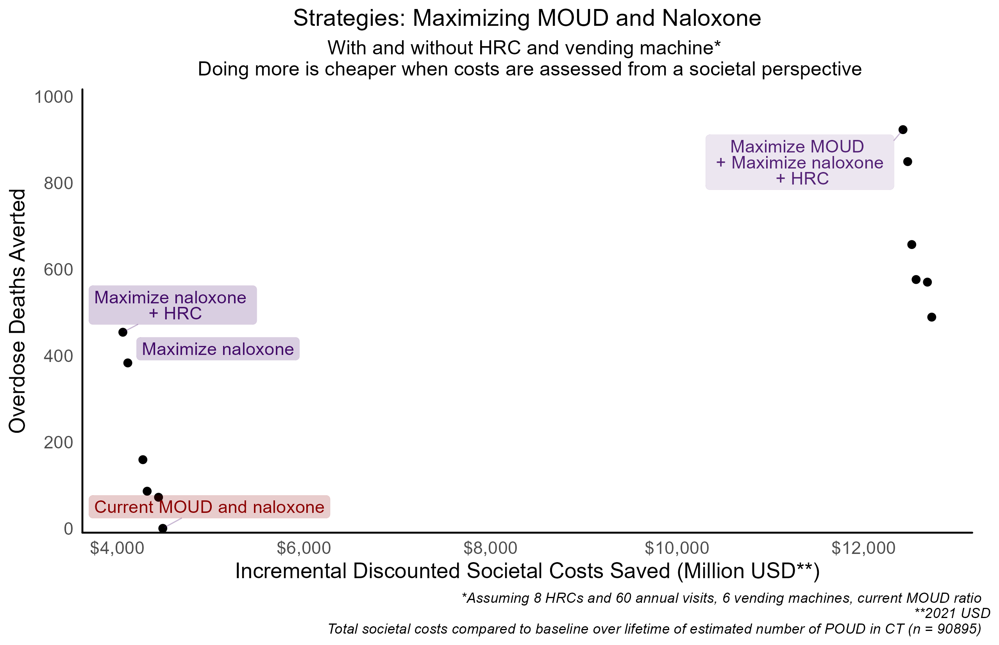 Strategies: Maximizing MOUD and Naloxone
With and without HRC and vending machine*
Doing more is cheaper when costs are assessed from a societal perspective
Overdose Deaths Averted
1000
800
600
400
200
0
Maximize MOUD
+ Maximize naloxone
+ HRC
Maximize naloxone
+ HRC
Maximize naloxone
Current MOUD and naloxone
$4,000
$6,000
$8,000
$10,000
$12,000
Incremental Discounted Societal Costs Saved (Million USD**)
*Assuming 8 HRCs and 60 annual visits, 6 vending machines, current MOUD ratio
**2021 USD
Total societal costs compared to baseline over lifetime of estimated number of POUD in CT (n = 90895)